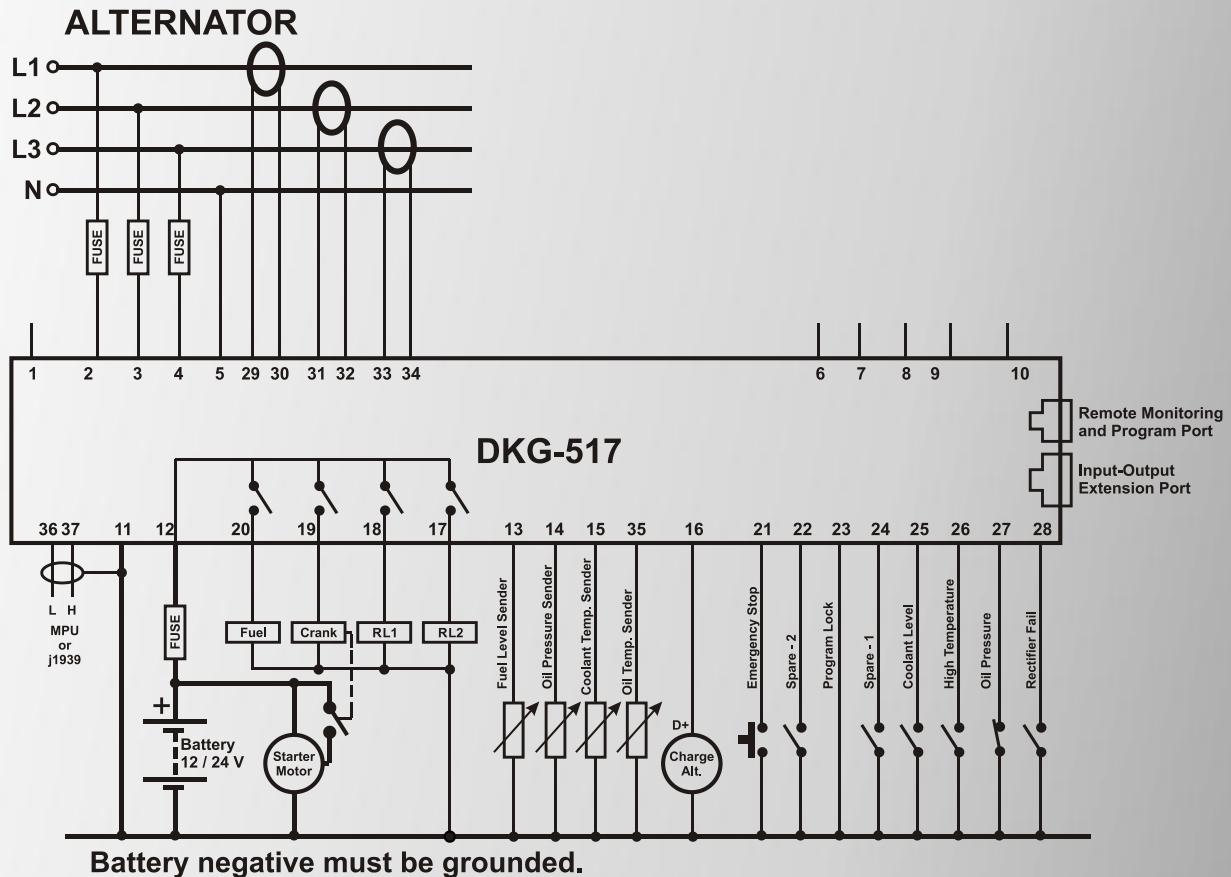 ALTERNATOR
L1
L2
L3
N
FUSE
FUSE
FUSE
1 2 3 4 5 29 30 31 32 33 34 6 7 8 9 10
Remote Monitoring
and Program Port
DKG-517
Input-Output
Extension Port
36 37 11 12 20 19 18 17 13 14 15 35 16 21 22 23 24 25 26 27 28
L H
MPU
or
j1939
FUSE
Fuel
Crank
RL1
RL2
Fuel Level Sender
Oil Pressure Sender
Coolant Temp. Sender
Oil Temp. Sender
Emergency Stop
Spare - 2
Program Lock
Spare - 1
Coolant Level
High Temperature
Oil Pressure
Rectifier Fail
+
Battery
12 / 24 V
Starter
Motor
D+
Charge
Alt.
Battery negative must be grounded.